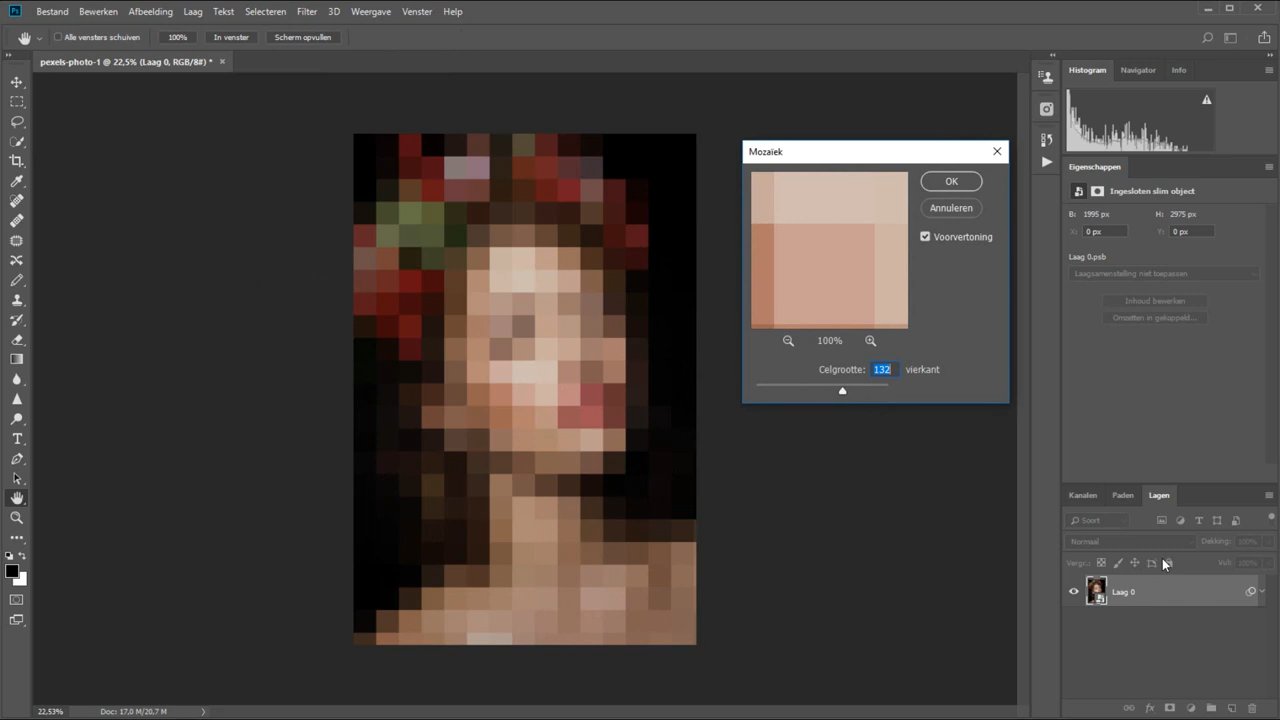 Ps Bestand Bewerken Afbeelding Laag Tekst Selecteren Filter 3D Weergave Venster Help
Alle vensters schuiven 100% In venster Scherm opvullen
pexels-photo-1 @ 22,5% (Laag 0, RGB/8#) *
Histogram Navigator Info
Mozaïek
OK
Annuleren
Voorvertoning
100%
Celgrootte: 132 vierkant
Eigenschappen
Ingesloten slim object
B: 1995 px H: 2975 px
X: 0 px Y: 0 px
Laag 0.psb
Laagsamenstelling niet toepassen
Inhoud bewerken
Omzetten in gekoppeld...
Kanalen Paden Lagen
Soort
Normaal Dekking: 100%
Vergr.: Vul: 100%
Laag 0
22,53% Doc: 17,0 M/20,7 M